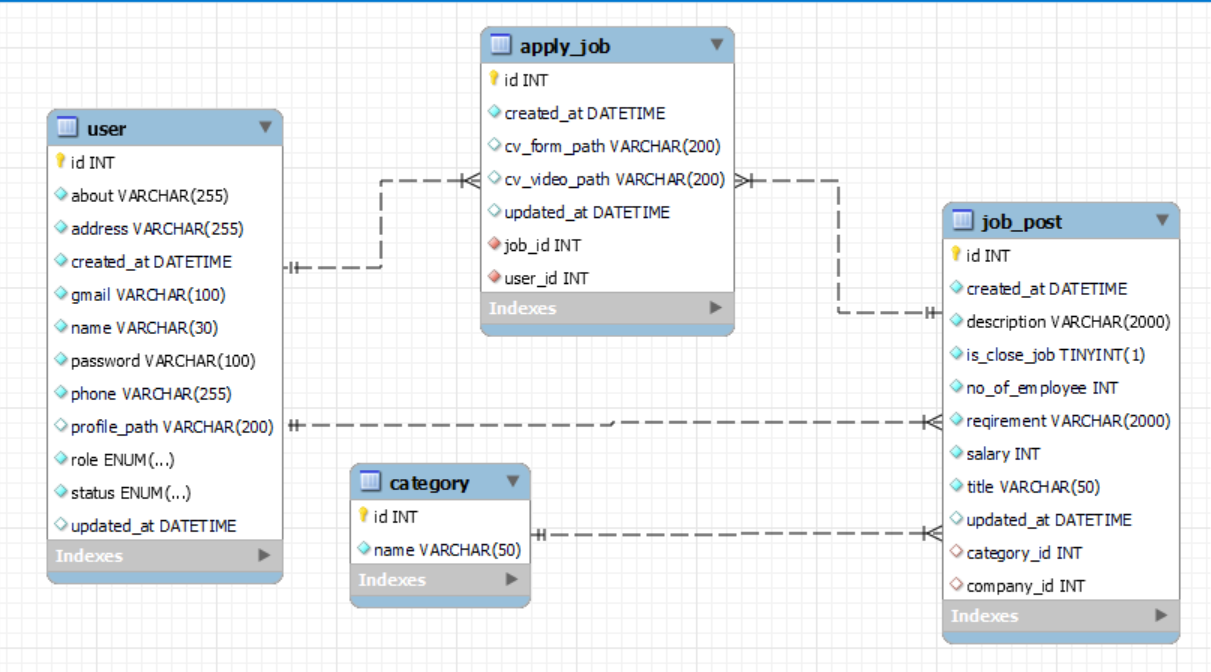 user
id INT
about VARCHAR(255)
address VARCHAR(255)
created_at DATETIME
gmail VARCHAR(100)
name VARCHAR(30)
password VARCHAR(100)
phone VARCHAR(255)
profile_path VARCHAR(200)
role ENUM(...)
status ENUM(...)
updated_at DATETIME
Indexes
apply_job
id INT
created_at DATETIME
cv_form_path VARCHAR(200)
cv_video_path VARCHAR(200)
updated_at DATETIME
job_id INT
user_id INT
Indexes
category
id INT
name VARCHAR(50)
Indexes
job_post
id INT
created_at DATETIME
description VARCHAR(2000)
is_close_job TINYINT(1)
no_of_employee INT
reqirement VARCHAR(2000)
salary INT
title VARCHAR(50)
updated_at DATETIME
category_id INT
company_id INT
Indexes